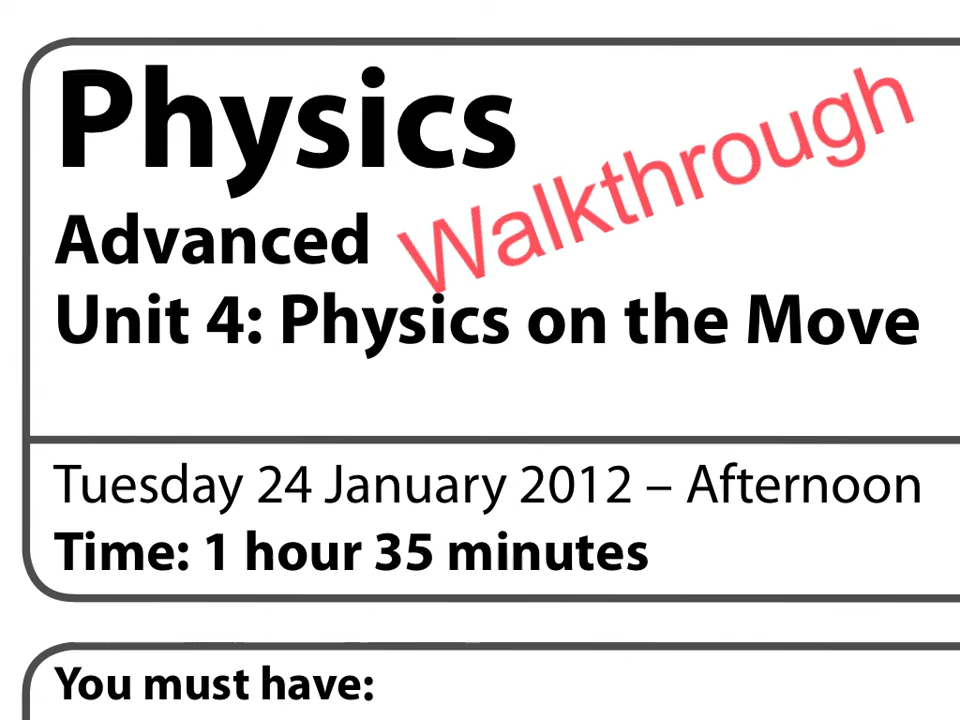 Physics
Walkthrough
Advanced
Unit 4: Physics on the Move
Tuesday 24 January 2012 – Afternoon
Time: 1 hour 35 minutes
You must have: